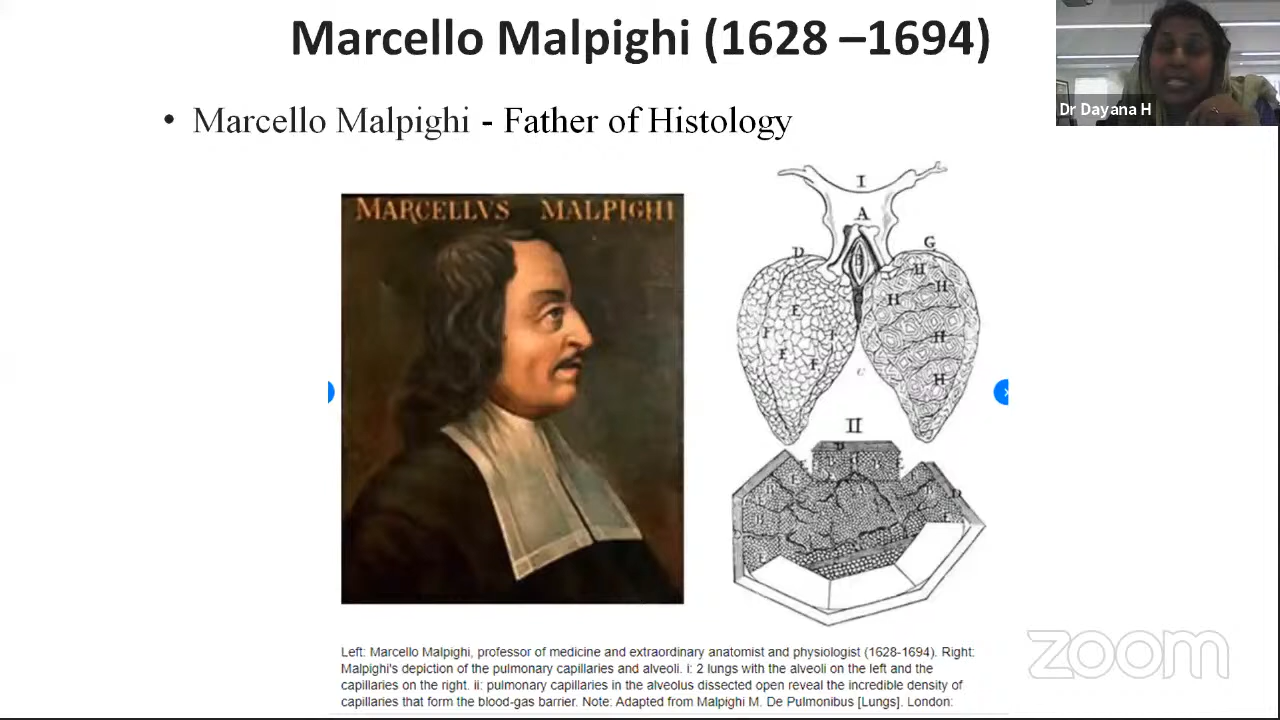 Marcello Malpighi (1628 –1694)
Dr Dayana H
• Marcello Malpighi - Father of Histology
MARCELLVS MALPIGHI
I
A
D
G
H
H
H
E
F
F
H
E
F
H
c
II
Left: Marcello Malpighi, professor of medicine and extraordinary anatomist and physiologist (1628-1694). Right:
Malpighi's depiction of the pulmonary capillaries and alveoli. i: 2 lungs with the alveoli on the left and the
capillaries on the right. ii: pulmonary capillaries in the alveolus dissected open reveal the incredible density of
capillaries that form the blood-gas barrier. Note: Adapted from Malpighi M. De Pulmonibus [Lungs]. London:
zoom